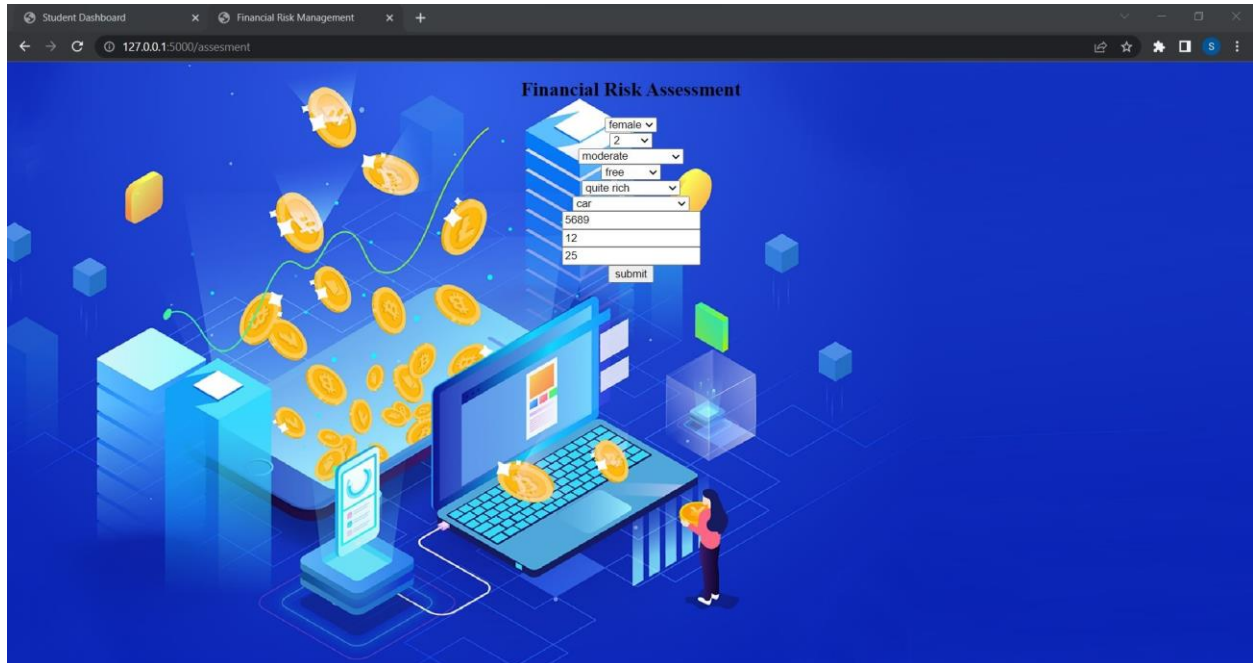 Student Dashboard
Financial Risk Management
127.0.0.1:5000/assesment
S
Financial Risk Assessment
female
2
moderate
free
quite rich
car
5689
12
25
submit